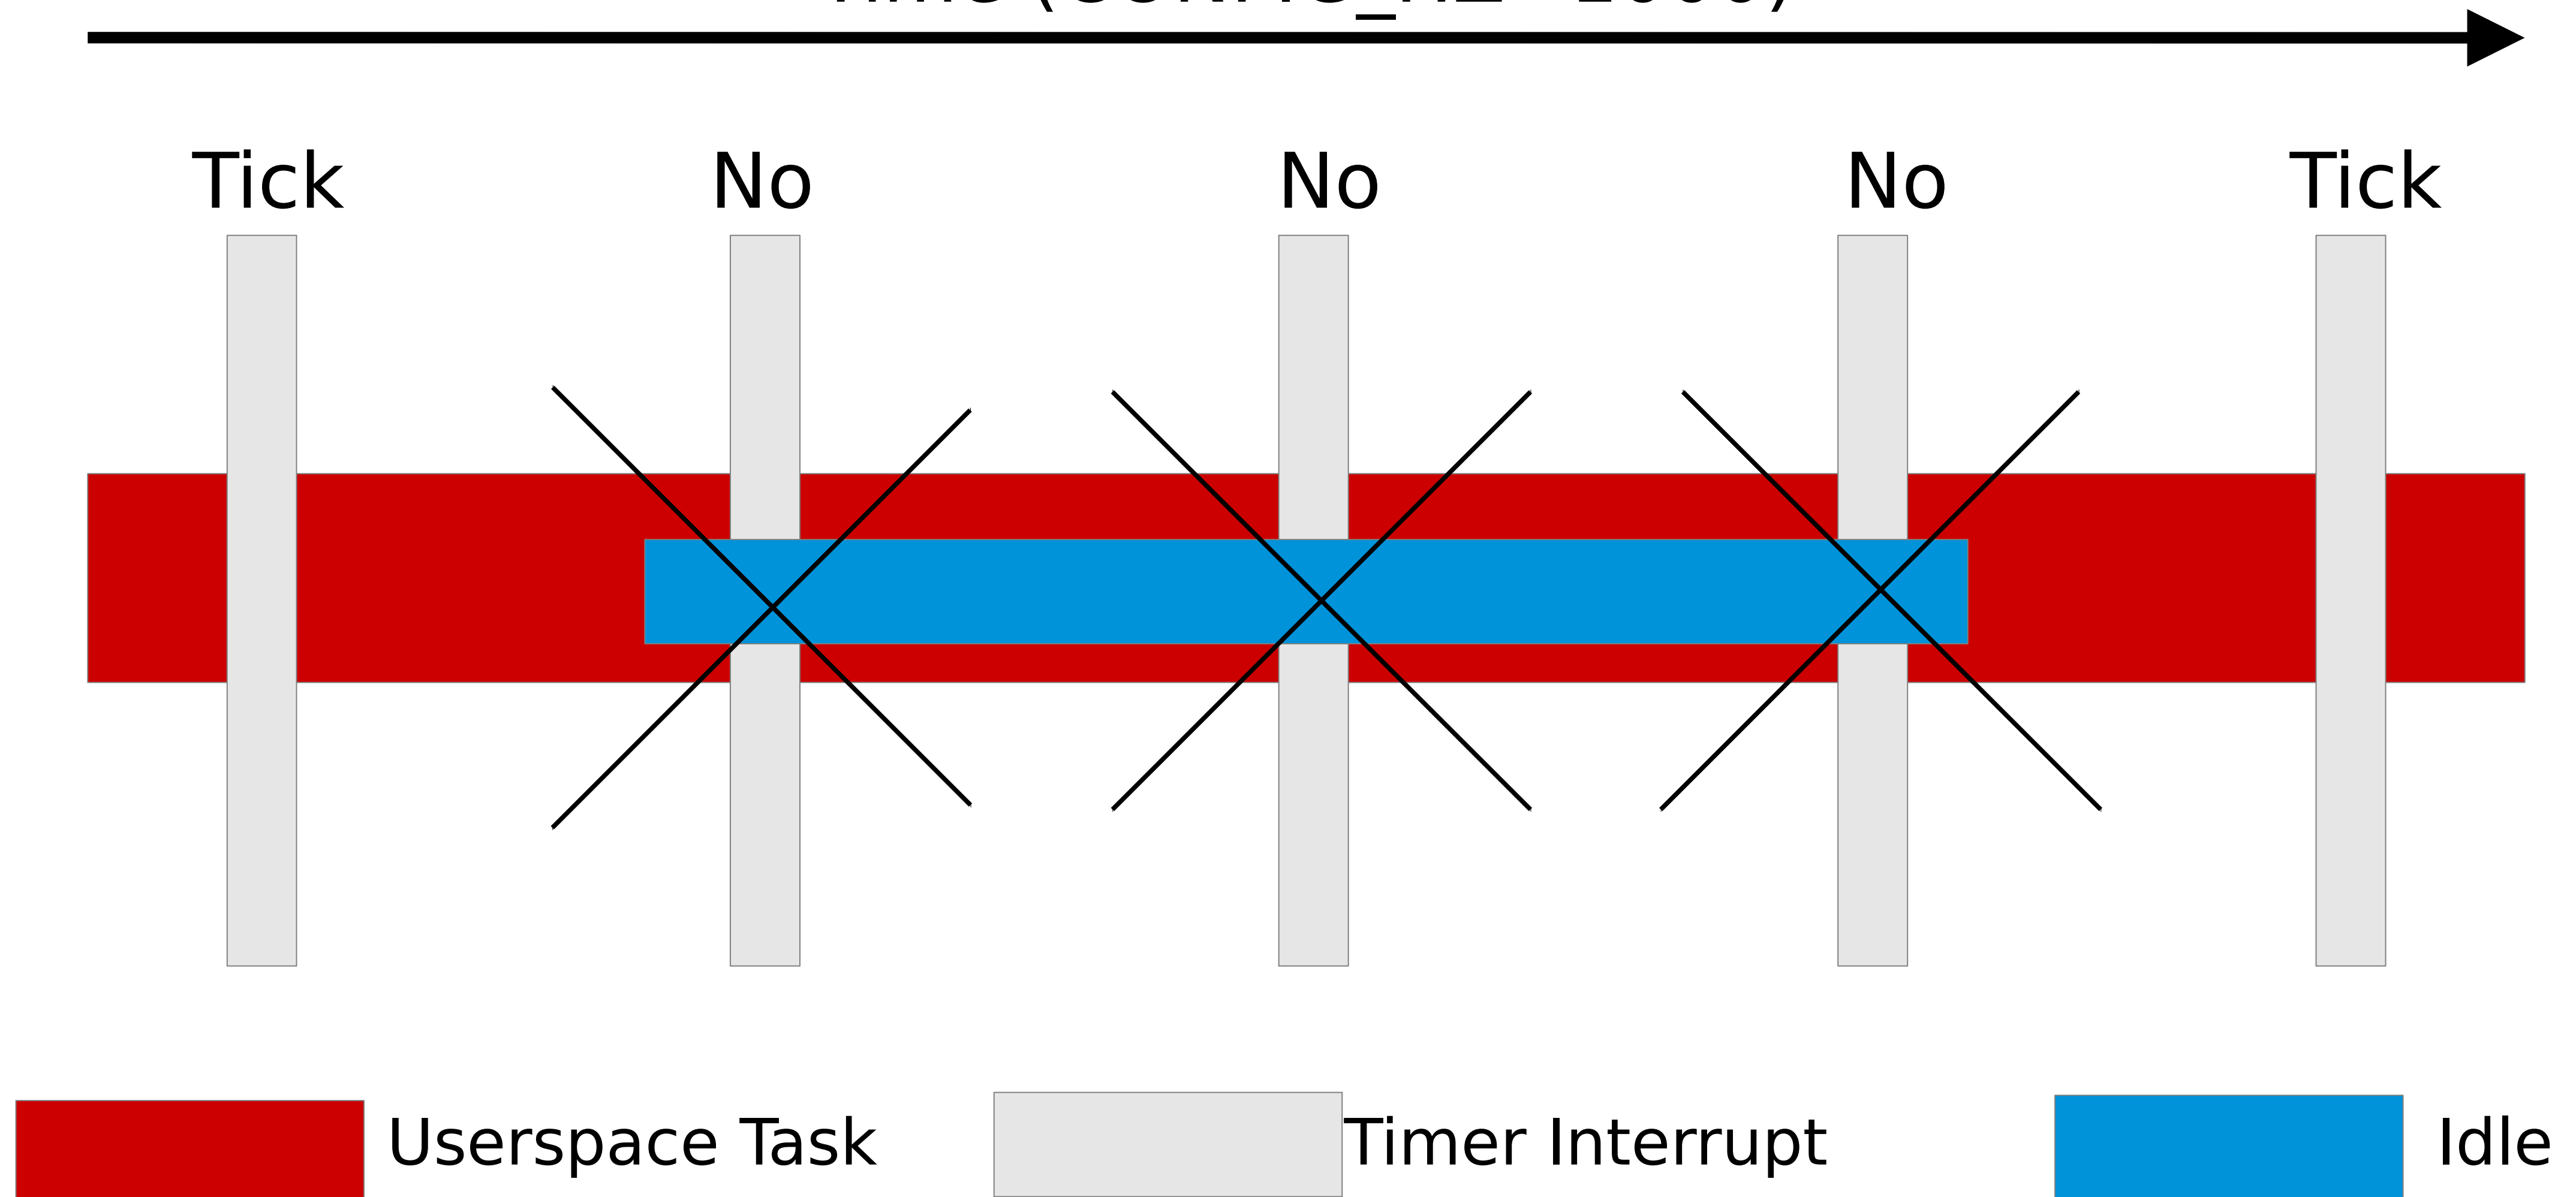 Tick No No No Tick
Userspace Task Timer Interrupt Idle